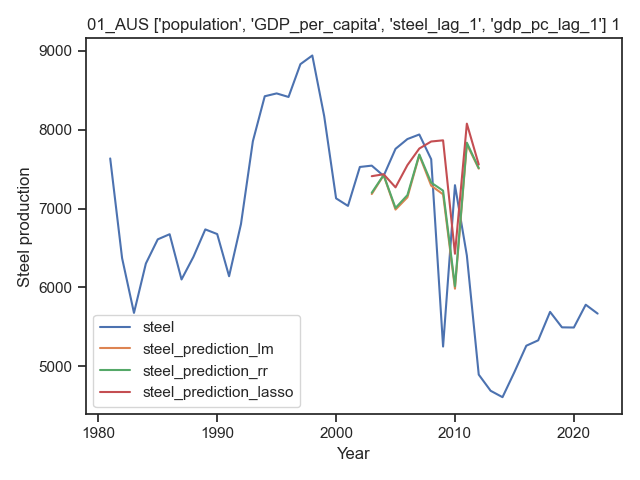 01_AUS ['population', 'GDP_per_capita', 'steel_lag_1', 'gdp_pc_lag_1'] 1
9000
8000
7000
6000
5000
Steel production
steel
steel_prediction_lm
steel_prediction_rr
steel_prediction_lasso
1980
1990
2000
2010
2020
Year